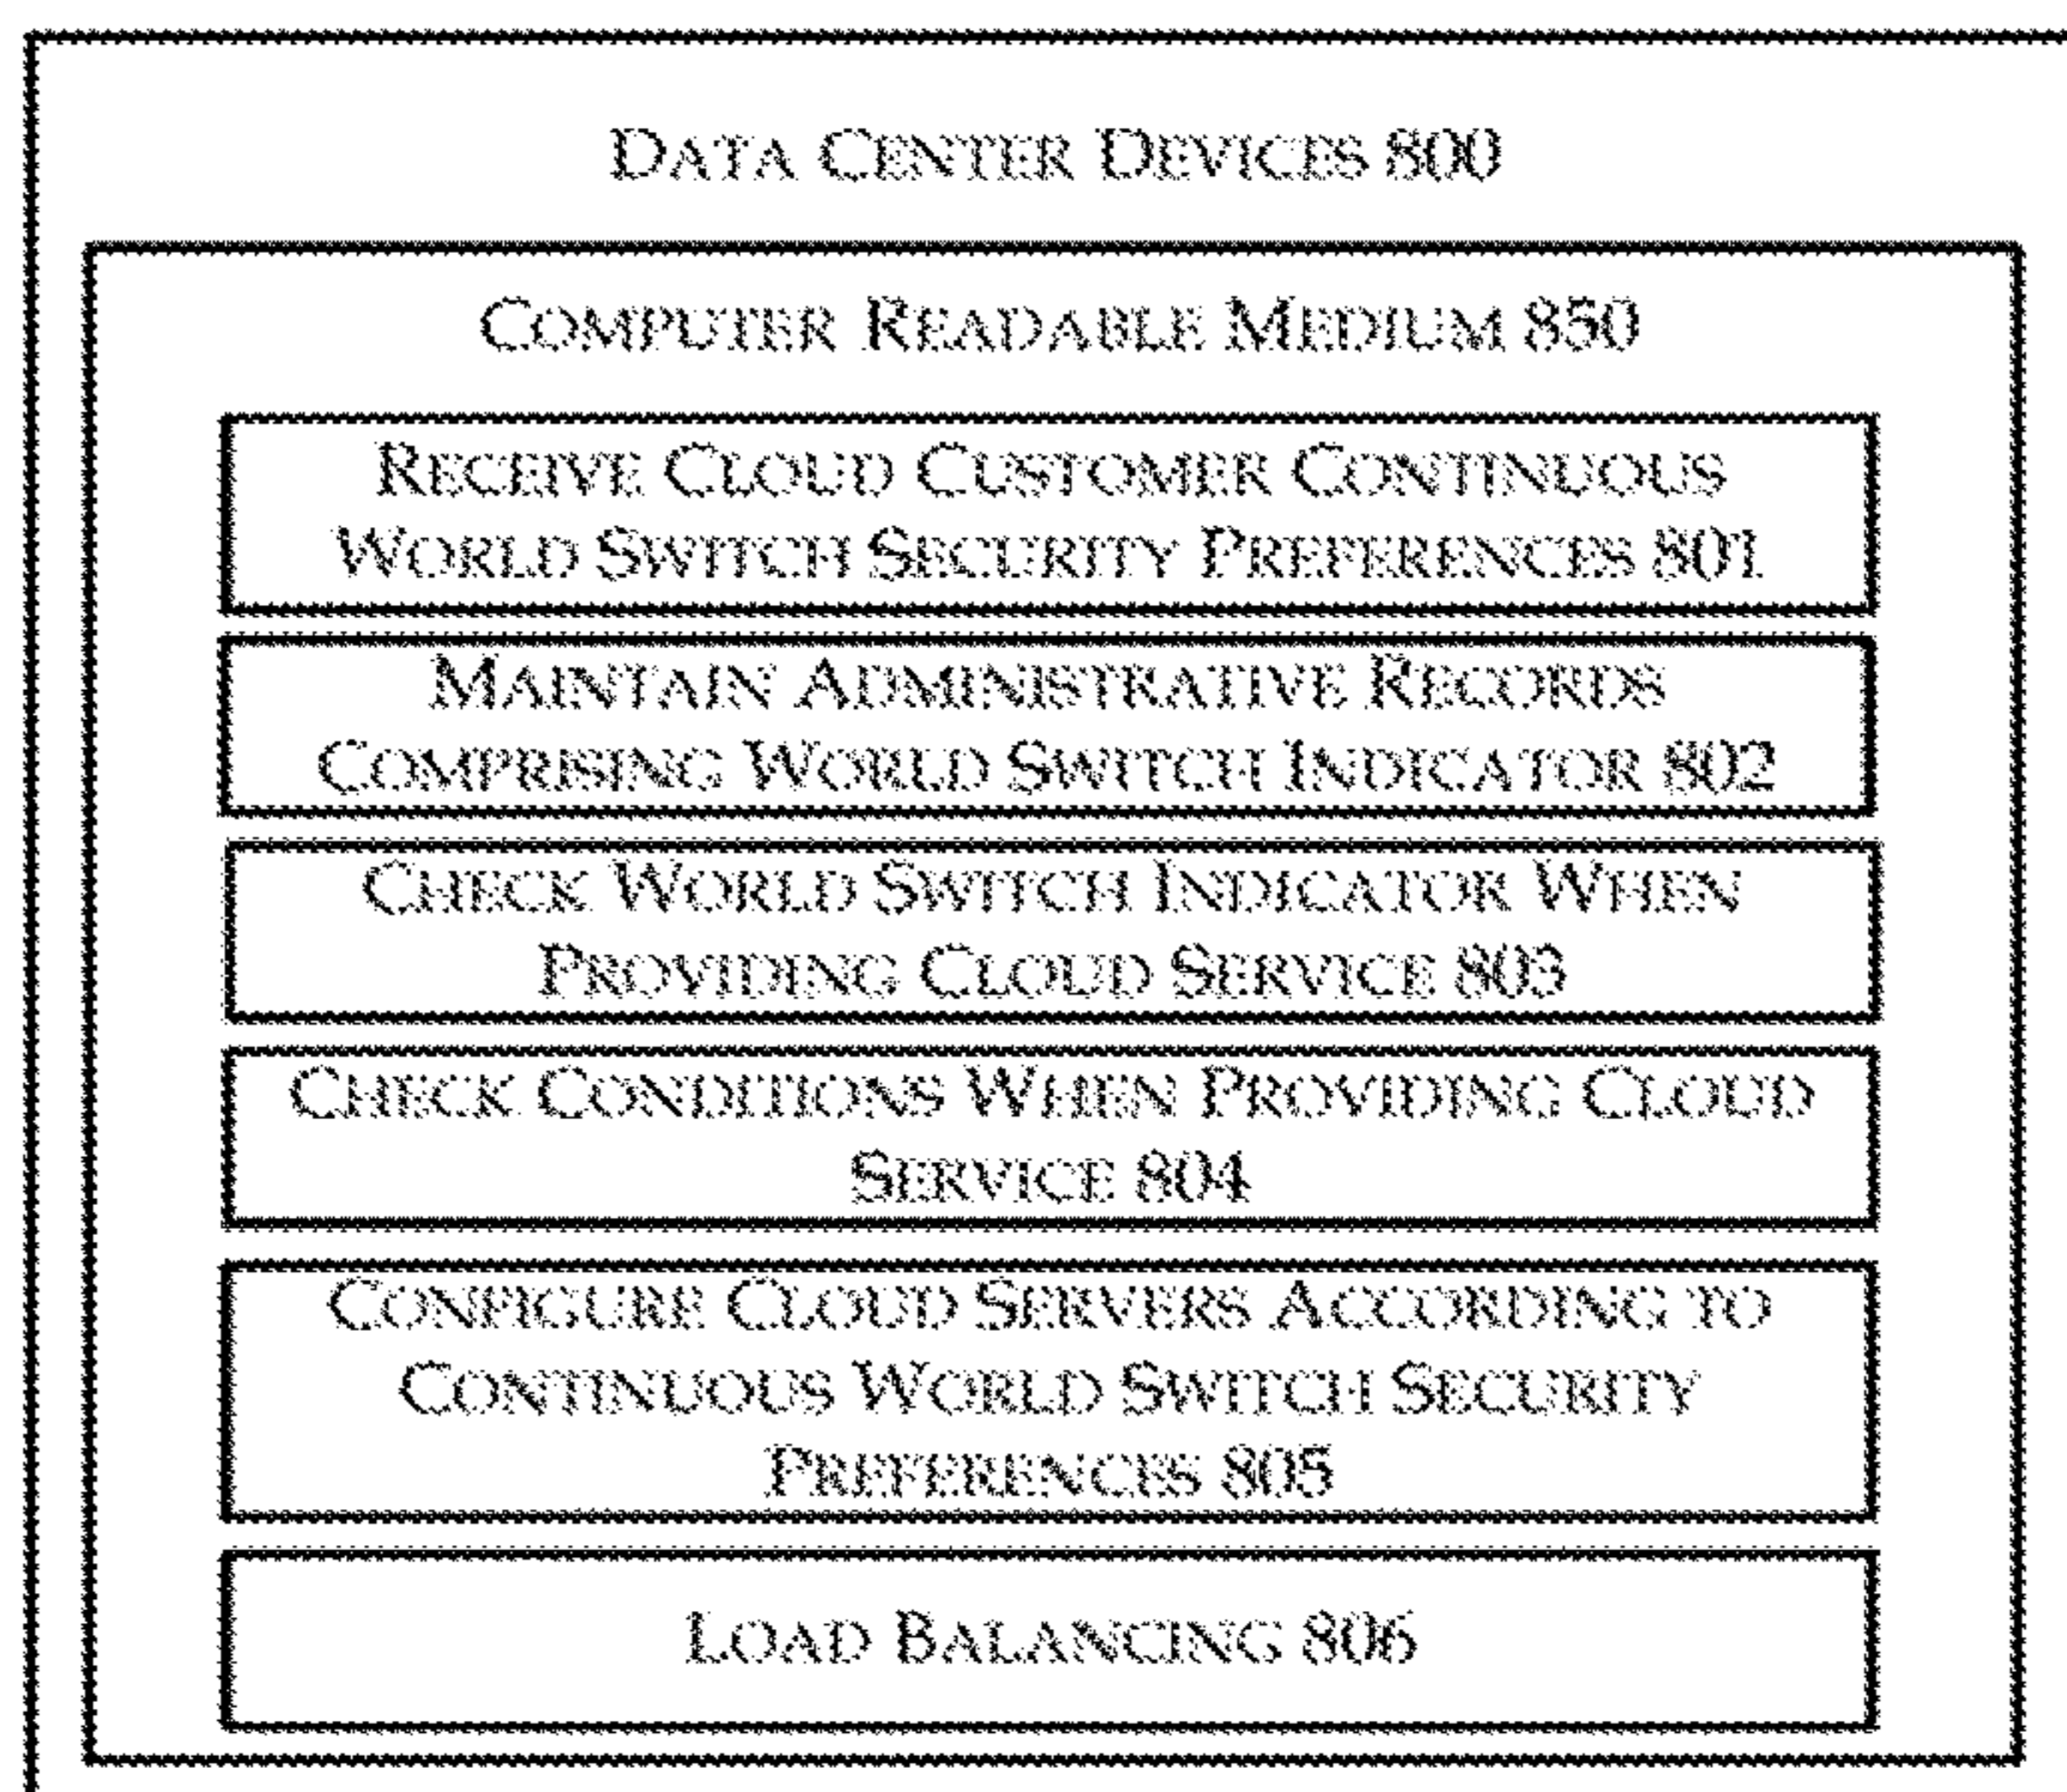 DATA CENTER DEVICES 800
COMPUTER READABLE MEDIUM 850
RECEIVE CLOUD CUSTOMER CONTINUOUS
WORLD SWITCH SECURITY PREFERENCES 801
MAINTAIN ADMINISTRATIVE RECORDS
COMPRISING WORLD SWITCH INDICATOR 802
CHECK WORLD SWITCH INDICATOR WHEN
PROVIDING CLOUD SERVICE 803
CHECK CONDITIONS WHEN PROVIDING CLOUD
SERVICE 804
CONFIGURE CLOUD SERVERS ACCORDING TO
CONTINUOUS WORLD SWITCH SECURITY
PREFERENCES 805
LOAD BALANCING 806